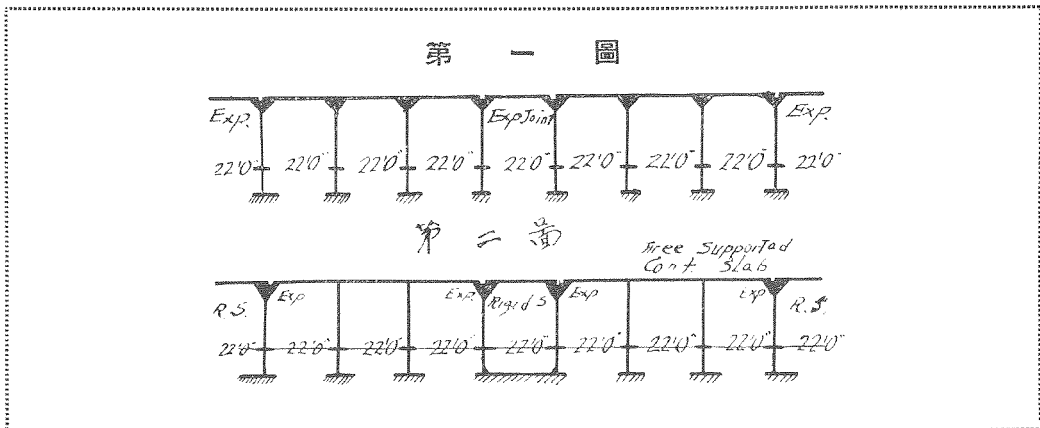 第一圖
Exp. Exp Joint Exp.
22'0" 22'0" 22'0" 22'0" 22'0" 22'0" 22'0" 22'0" 22'0"
第二啚
Free Supported
Cont. Slab
Exp Exp. Rigid S Exp Exp
R.S. R.S.
22'0" 22'0" 22'0" 22'0" 22'0" 22'0" 22'0" 22'0" 22'0"